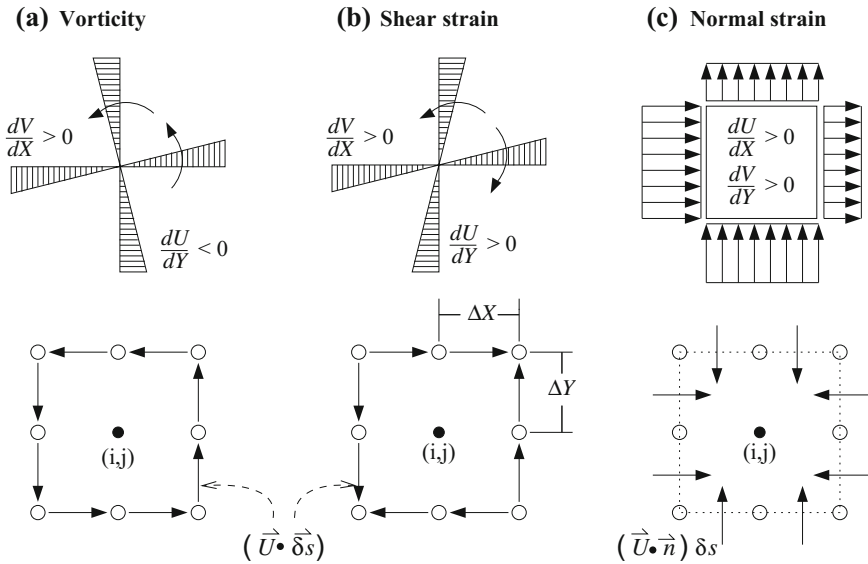 (a) Vorticity
(b) Shear strain
(c) Normal strain
dV/dX > 0
dU/dY < 0
dV/dX > 0
dU/dY > 0
dU/dX > 0
dV/dY > 0
ΔX
ΔY
(i,j)
(i,j)
(i,j)
(U⃗ • δs⃗)
(U⃗ • n⃗) δs